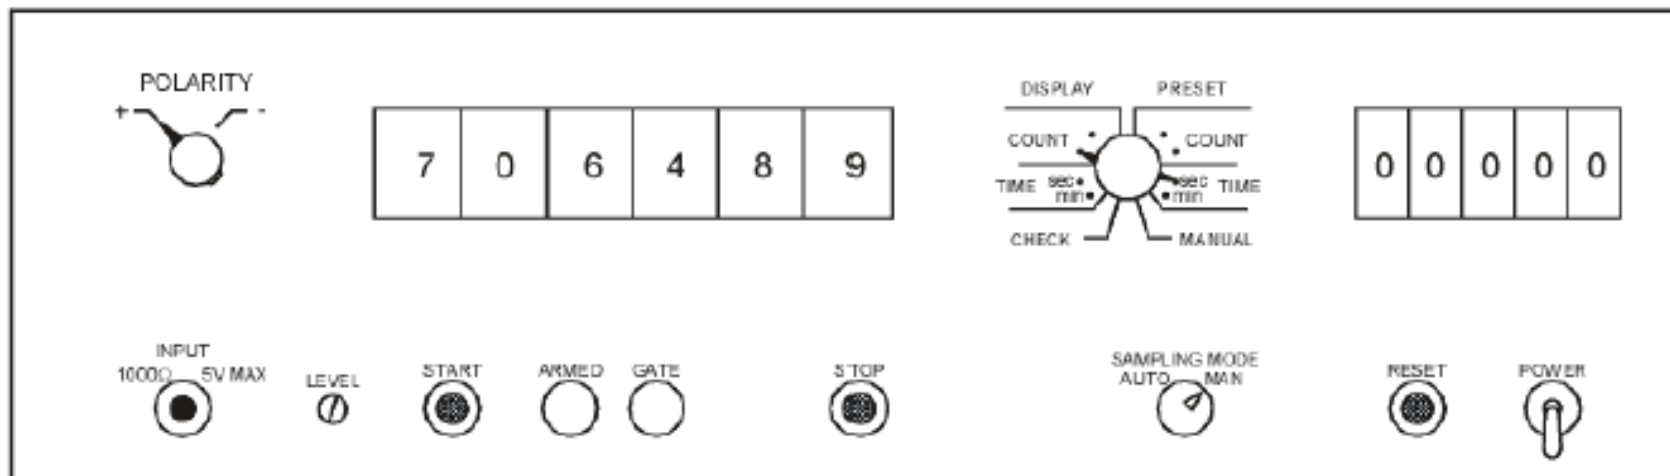 POLARITY
+ -
7 0 6 4 8 9
DISPLAY PRESET
COUNT COUNT
TIME sec sec TIME
min min
CHECK MANUAL
0 0 0 0 0
INPUT
1000Ω 5V MAX
LEVEL
START
ARMED
GATE
STOP
SAMPLING MODE
AUTO MAN
RESET
POWER